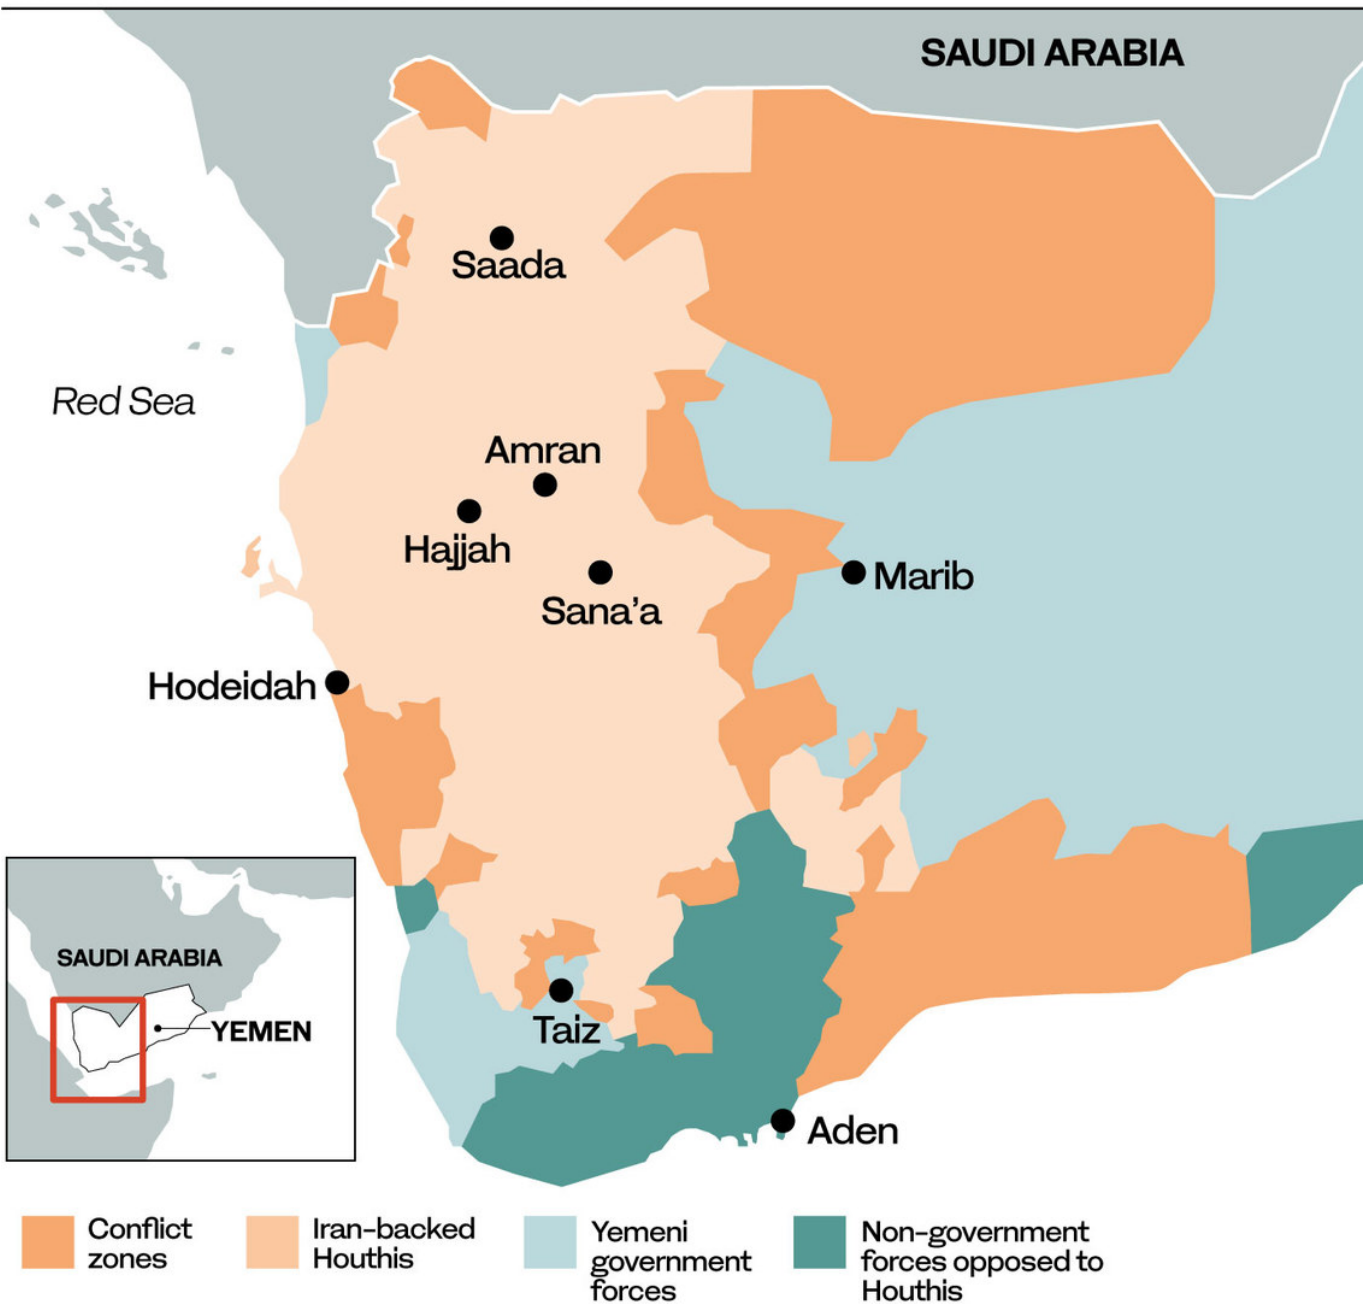 SAUDI ARABIA
Saada
Red Sea
Amran
Hajjah
Marib
Sana’a
Hodeidah
SAUDI ARABIA
YEMEN
Taiz
Aden
Conflict
zones
Iran-backed
Houthis
Yemeni
government
forces
Non-government
forces opposed to
Houthis